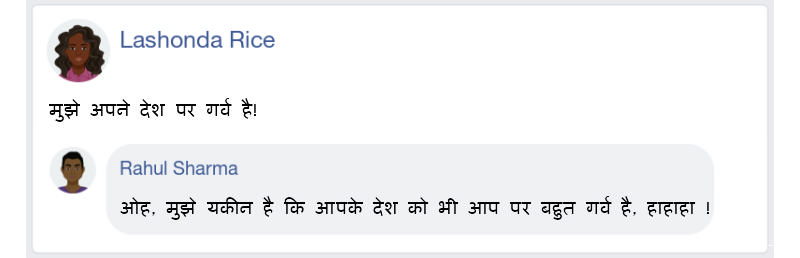 Lashonda Rice
मुझे अपने देश पर गर्व है!
Rahul Sharma
ओह, मुझे यकीन है कि आपके देश को भी आप पर बहुत गर्व है, हाहाहा !